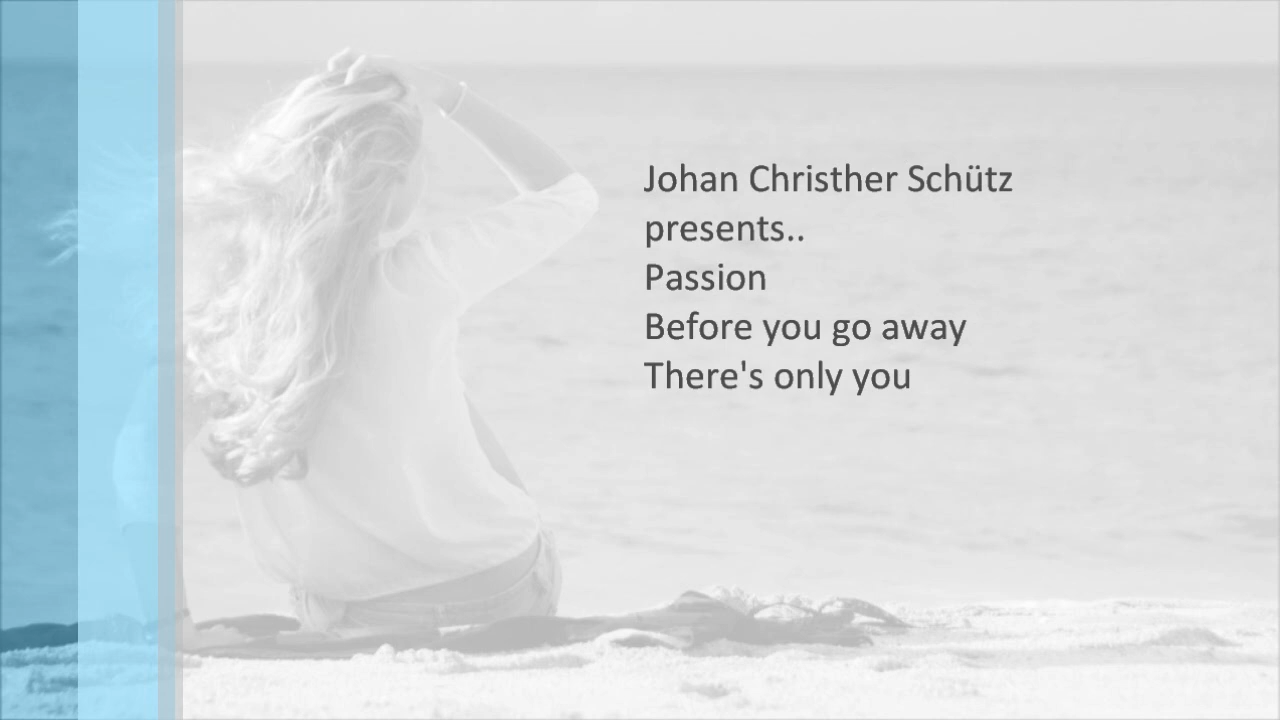 Johan Christher Schütz
presents..
Passion
Before you go away
There's only you